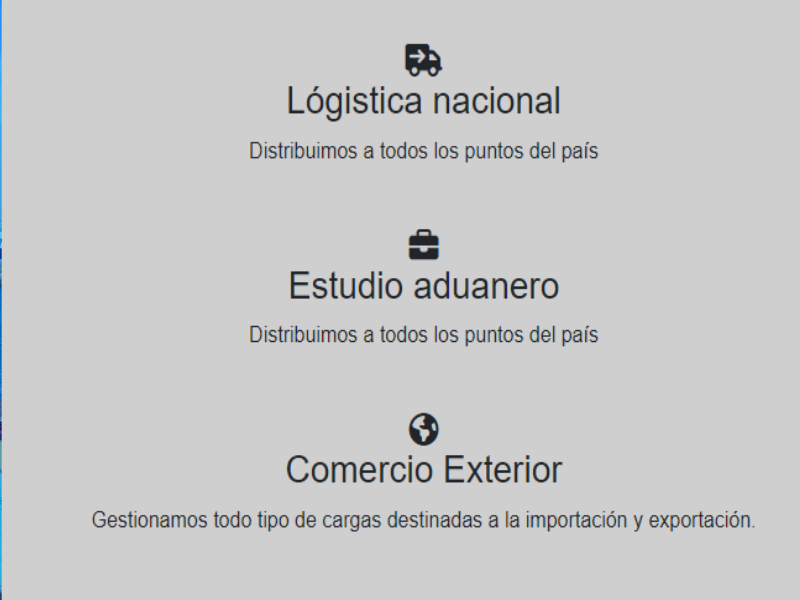 Lógistica nacional
Distribuimos a todos los puntos del país
Estudio aduanero
Distribuimos a todos los puntos del país
Comercio Exterior
Gestionamos todo tipo de cargas destinadas a la importación y exportación.